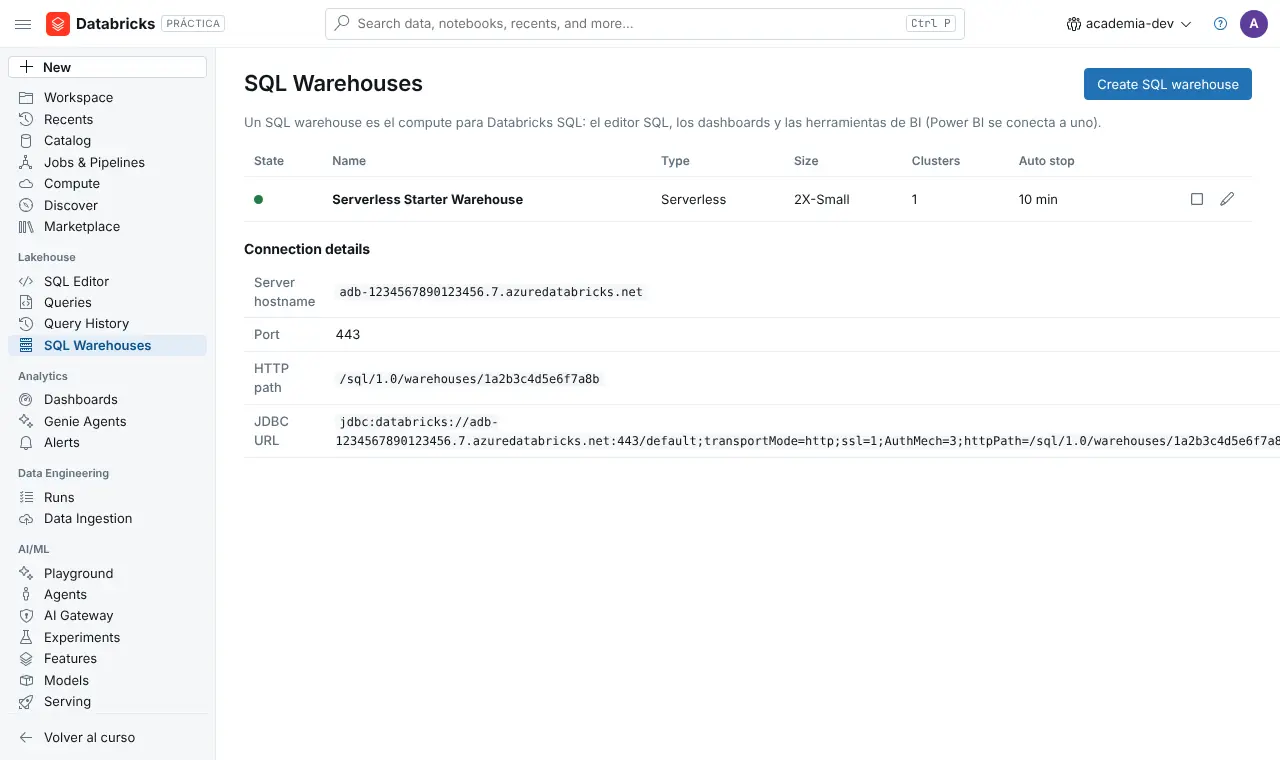 Databricks PRÁCTICA Search data, notebooks, recents, and more... Ctrl P academia-dev A
New
Workspace
Recents
Catalog
Jobs & Pipelines
Compute
Discover
Marketplace
Lakehouse
SQL Editor
Queries
Query History
SQL Warehouses
Analytics
Dashboards
Genie Agents
Alerts
Data Engineering
Runs
Data Ingestion
AI/ML
Playground
Agents
AI Gateway
Experiments
Features
Models
Serving
Volver al curso
SQL Warehouses
Create SQL warehouse
Un SQL warehouse es el compute para Databricks SQL: el editor SQL, los dashboards y las herramientas de BI (Power BI se conecta a uno).
State Name Type Size Clusters Auto stop
Serverless Starter Warehouse Serverless 2X-Small 1 10 min
Connection details
Server
hostname
adb-1234567890123456.7.azuredatabricks.net
Port 443
HTTP
path
/sql/1.0/warehouses/1a2b3c4d5e6f7a8b
JDBC
URL
jdbc:databricks://adb-
1234567890123456.7.azuredatabricks.net:443/default;transportMode=http;ssl=1;AuthMech=3;httpPath=/sql/1.0/warehouses/1a2b3c4d5e6f7a8